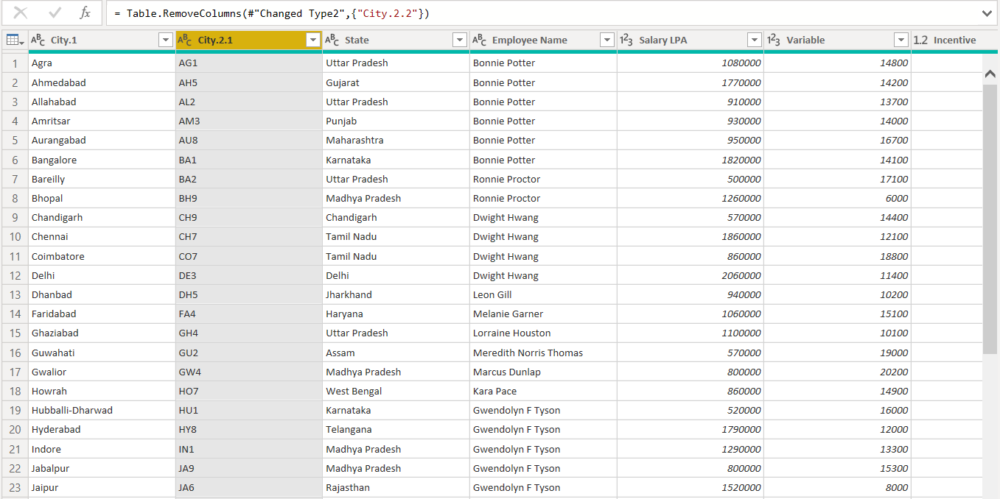 fx = Table.RemoveColumns(#"Changed Type2",{"City.2.2"})
ABC City.1 ABC City.2.1 ABC State ABC Employee Name 123 Salary LPA 123 Variable 1.2 Incentive
1 Agra AG1 Uttar Pradesh Bonnie Potter 1080000 14800
2 Ahmedabad AH5 Gujarat Bonnie Potter 1770000 14200
3 Allahabad AL2 Uttar Pradesh Bonnie Potter 910000 13700
4 Amritsar AM3 Punjab Bonnie Potter 930000 14000
5 Aurangabad AU8 Maharashtra Bonnie Potter 950000 16700
6 Bangalore BA1 Karnataka Bonnie Potter 1820000 14100
7 Bareilly BA2 Uttar Pradesh Ronnie Proctor 500000 17100
8 Bhopal BH9 Madhya Pradesh Ronnie Proctor 1260000 6000
9 Chandigarh CH9 Chandigarh Dwight Hwang 570000 14400
10 Chennai CH7 Tamil Nadu Dwight Hwang 1860000 12100
11 Coimbatore CO7 Tamil Nadu Dwight Hwang 860000 18800
12 Delhi DE3 Delhi Dwight Hwang 2060000 11400
13 Dhanbad DH5 Jharkhand Leon Gill 940000 10200
14 Faridabad FA4 Haryana Melanie Garner 1060000 15100
15 Ghaziabad GH4 Uttar Pradesh Lorraine Houston 1100000 10100
16 Guwahati GU2 Assam Meredith Norris Thomas 570000 19000
17 Gwalior GW4 Madhya Pradesh Marcus Dunlap 800000 20200
18 Howrah HO7 West Bengal Kara Pace 860000 14900
19 Hubballi-Dharwad HU1 Karnataka Gwendolyn F Tyson 520000 16000
20 Hyderabad HY8 Telangana Gwendolyn F Tyson 1790000 12000
21 Indore IN1 Madhya Pradesh Gwendolyn F Tyson 1290000 13300
22 Jabalpur JA9 Madhya Pradesh Gwendolyn F Tyson 800000 15300
23 Jaipur JA6 Rajasthan Gwendolyn F Tyson 1520000 8000